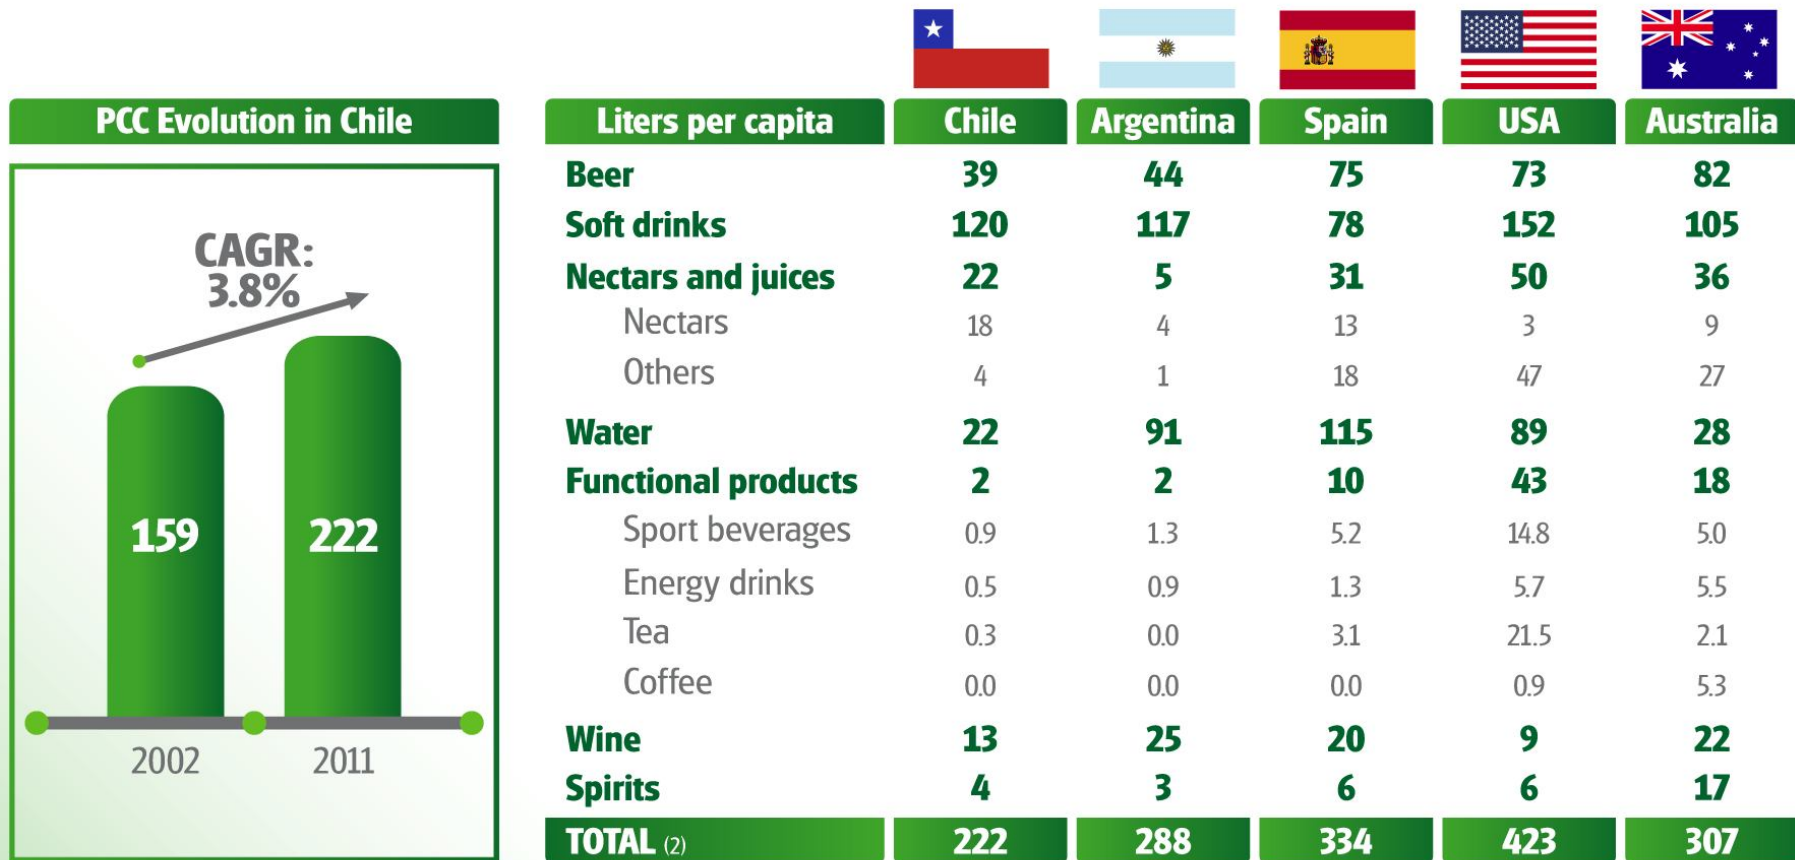 PCC Evolution in Chile
CAGR:
3.8%
159 222
2002 2011
Liters per capita Chile Argentina Spain USA Australia
Beer 39 44 75 73 82
Soft drinks 120 117 78 152 105
Nectars and juices 22 5 31 50 36
Nectars 18 4 13 3 9
Others 4 1 18 47 27
Water 22 91 115 89 28
Functional products 2 2 10 43 18
Sport beverages 0.9 1.3 5.2 14.8 5.0
Energy drinks 0.5 0.9 1.3 5.7 5.5
Tea 0.3 0.0 3.1 21.5 2.1
Coffee 0.0 0.0 0.0 0.9 5.3
Wine 13 25 20 9 22
Spirits 4 3 6 6 17
TOTAL (2) 222 288 334 423 307